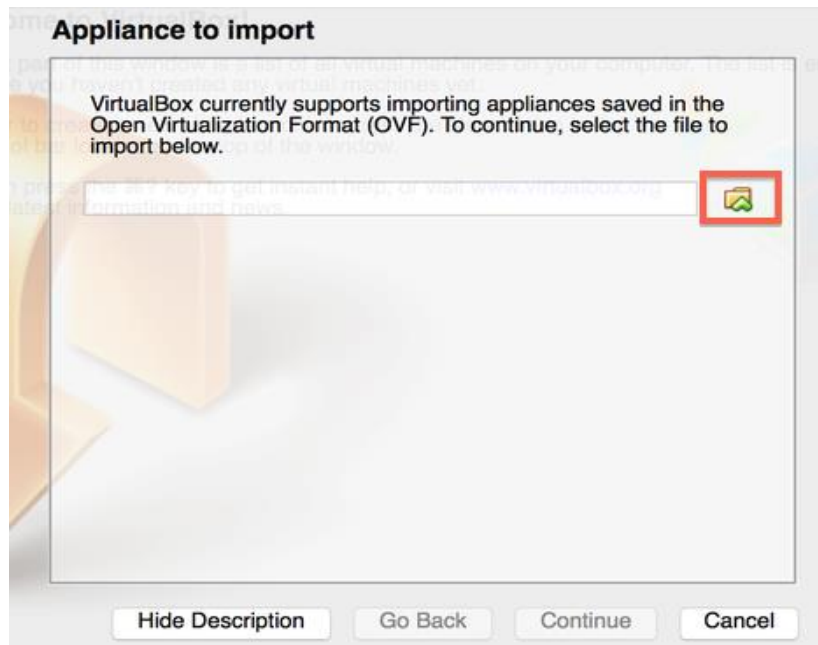 Appliance to import
VirtualBox currently supports importing appliances saved in the
Open Virtualization Format (OVF). To continue, select the file to
import below.
Hide Description
Go Back
Continue
Cancel